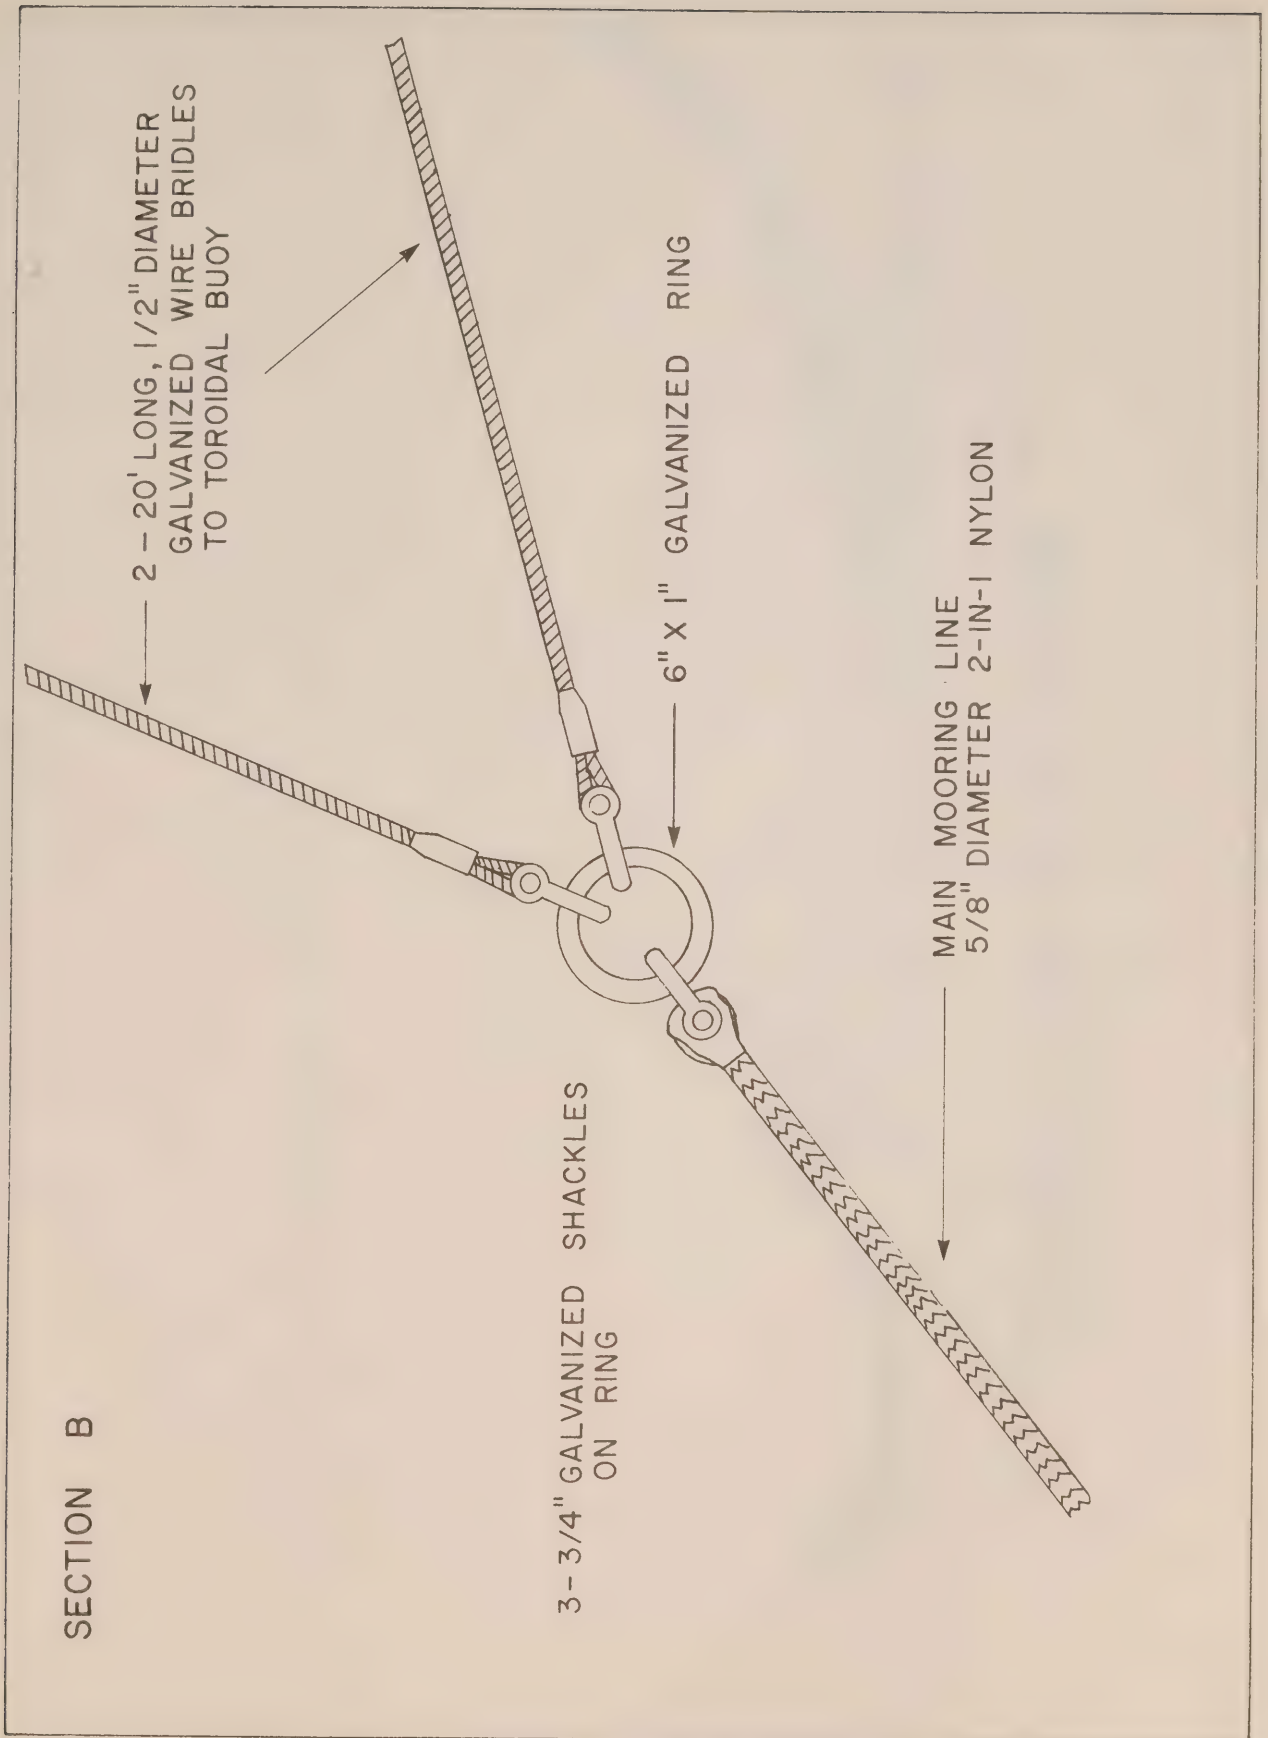 SECTION B
2 - 20' LONG, 1/2" DIAMETER
GALVANIZED WIRE BRIDLES
TO TOROIDAL BUOY
3 - 3/4" GALVANIZED SHACKLES
ON RING
6" X 1" GALVANIZED RING
MAIN MOORING LINE
5/8" DIAMETER 2-IN-1 NYLON